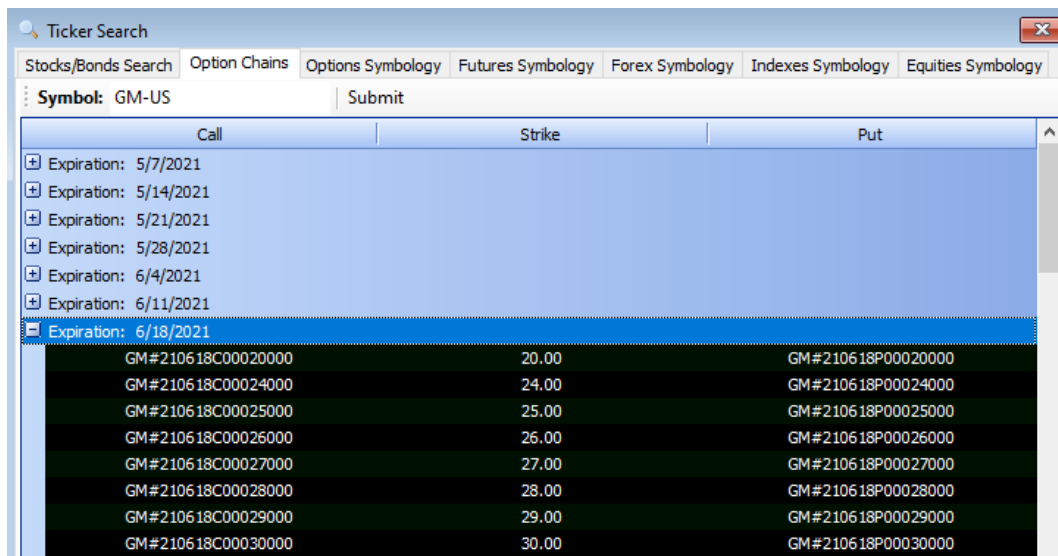 Ticker Search
Stocks/Bonds Search Option Chains Options Symbology Futures Symbology Forex Symbology Indexes Symbology Equities Symbology
Symbol: GM-US Submit
Call Strike Put
Expiration: 5/7/2021
Expiration: 5/14/2021
Expiration: 5/21/2021
Expiration: 5/28/2021
Expiration: 6/4/2021
Expiration: 6/11/2021
Expiration: 6/18/2021
GM#210618C00020000 20.00 GM#210618P00020000
GM#210618C00024000 24.00 GM#210618P00024000
GM#210618C00025000 25.00 GM#210618P00025000
GM#210618C00026000 26.00 GM#210618P00026000
GM#210618C00027000 27.00 GM#210618P00027000
GM#210618C00028000 28.00 GM#210618P00028000
GM#210618C00029000 29.00 GM#210618P00029000
GM#210618C00030000 30.00 GM#210618P00030000